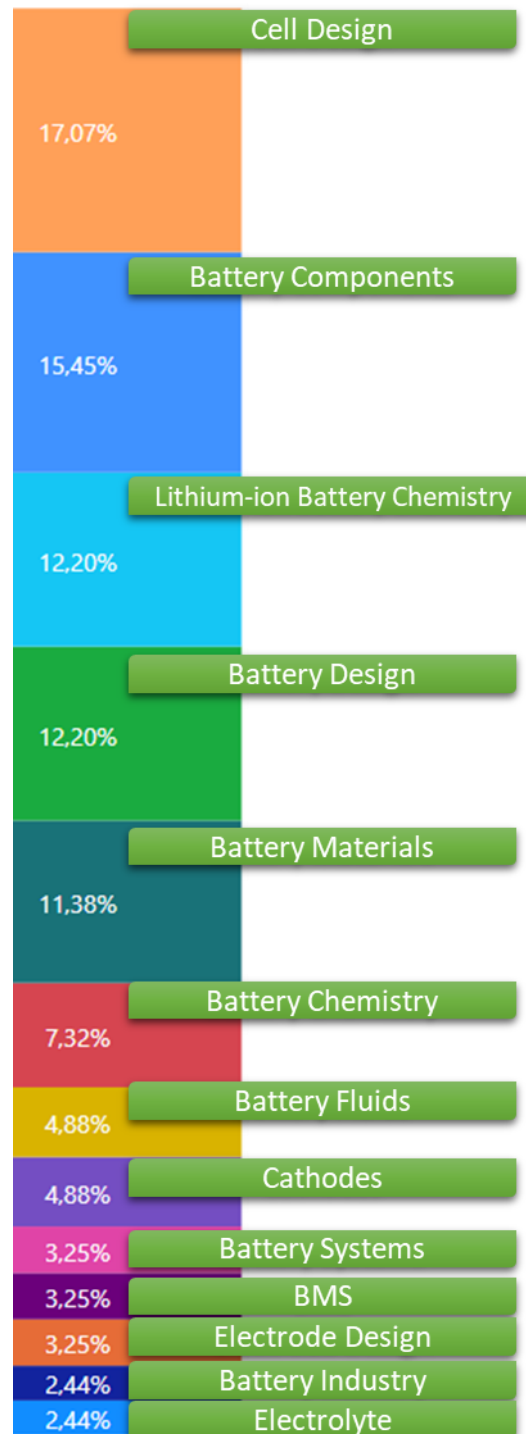 Cell Design
17,07%
Battery Components
15,45%
Lithium-ion Battery Chemistry
12,20%
Battery Design
12,20%
Battery Materials
11,38%
Battery Chemistry
7,32%
Battery Fluids
4,88%
Cathodes
4,88%
Battery Systems
3,25%
BMS
3,25%
Electrode Design
3,25%
Battery Industry
2,44%
Electrolyte
2,44%